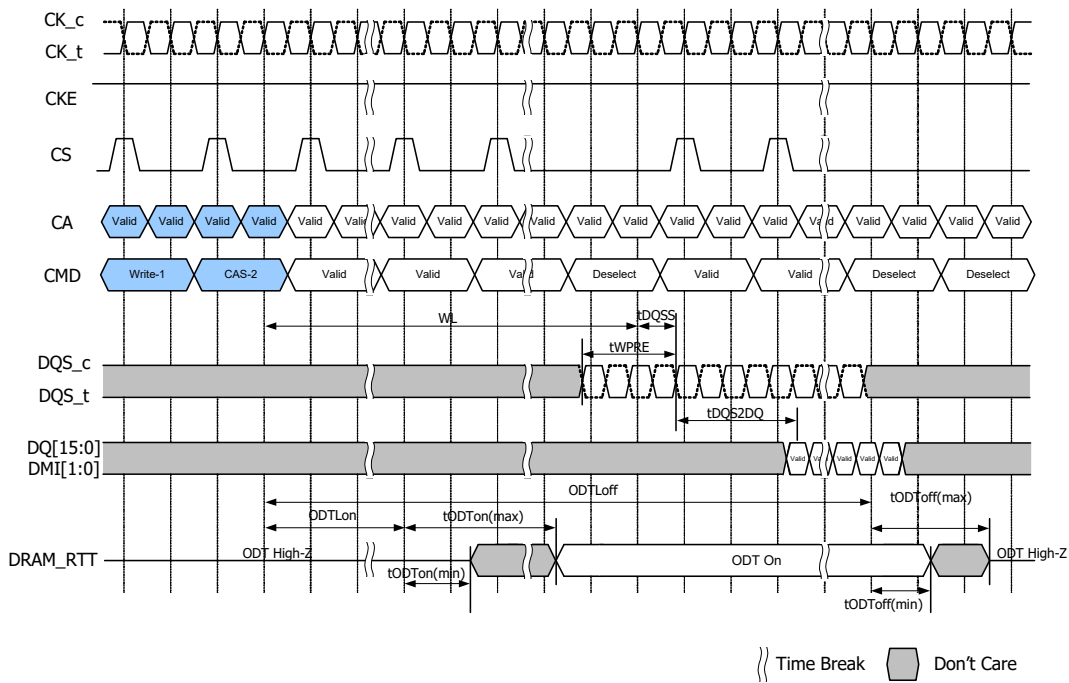 CK_c
CK_t
CKE
CS
CA Valid Valid Valid Valid Valid Valid Valid Valid Valid Valid Valid Valid Valid Valid Valid Valid Valid Valid Valid Valid
CMD Write-1 CAS-2 Valid Valid Valid Deselect Valid Valid Deselect Deselect
WL tDQSS
tWPRE
DQS_c
DQS_t
tDQS2DQ
DQ[15:0]
DMI[1:0]
Valid Valid Valid Valid Valid
ODTLoff tODToff(max)
ODTLon tODTon(max)
DRAM_RTT ODT High-Z ODT On ODT High-Z
tODTon(min)
tODToff(min)
Time Break Don't Care